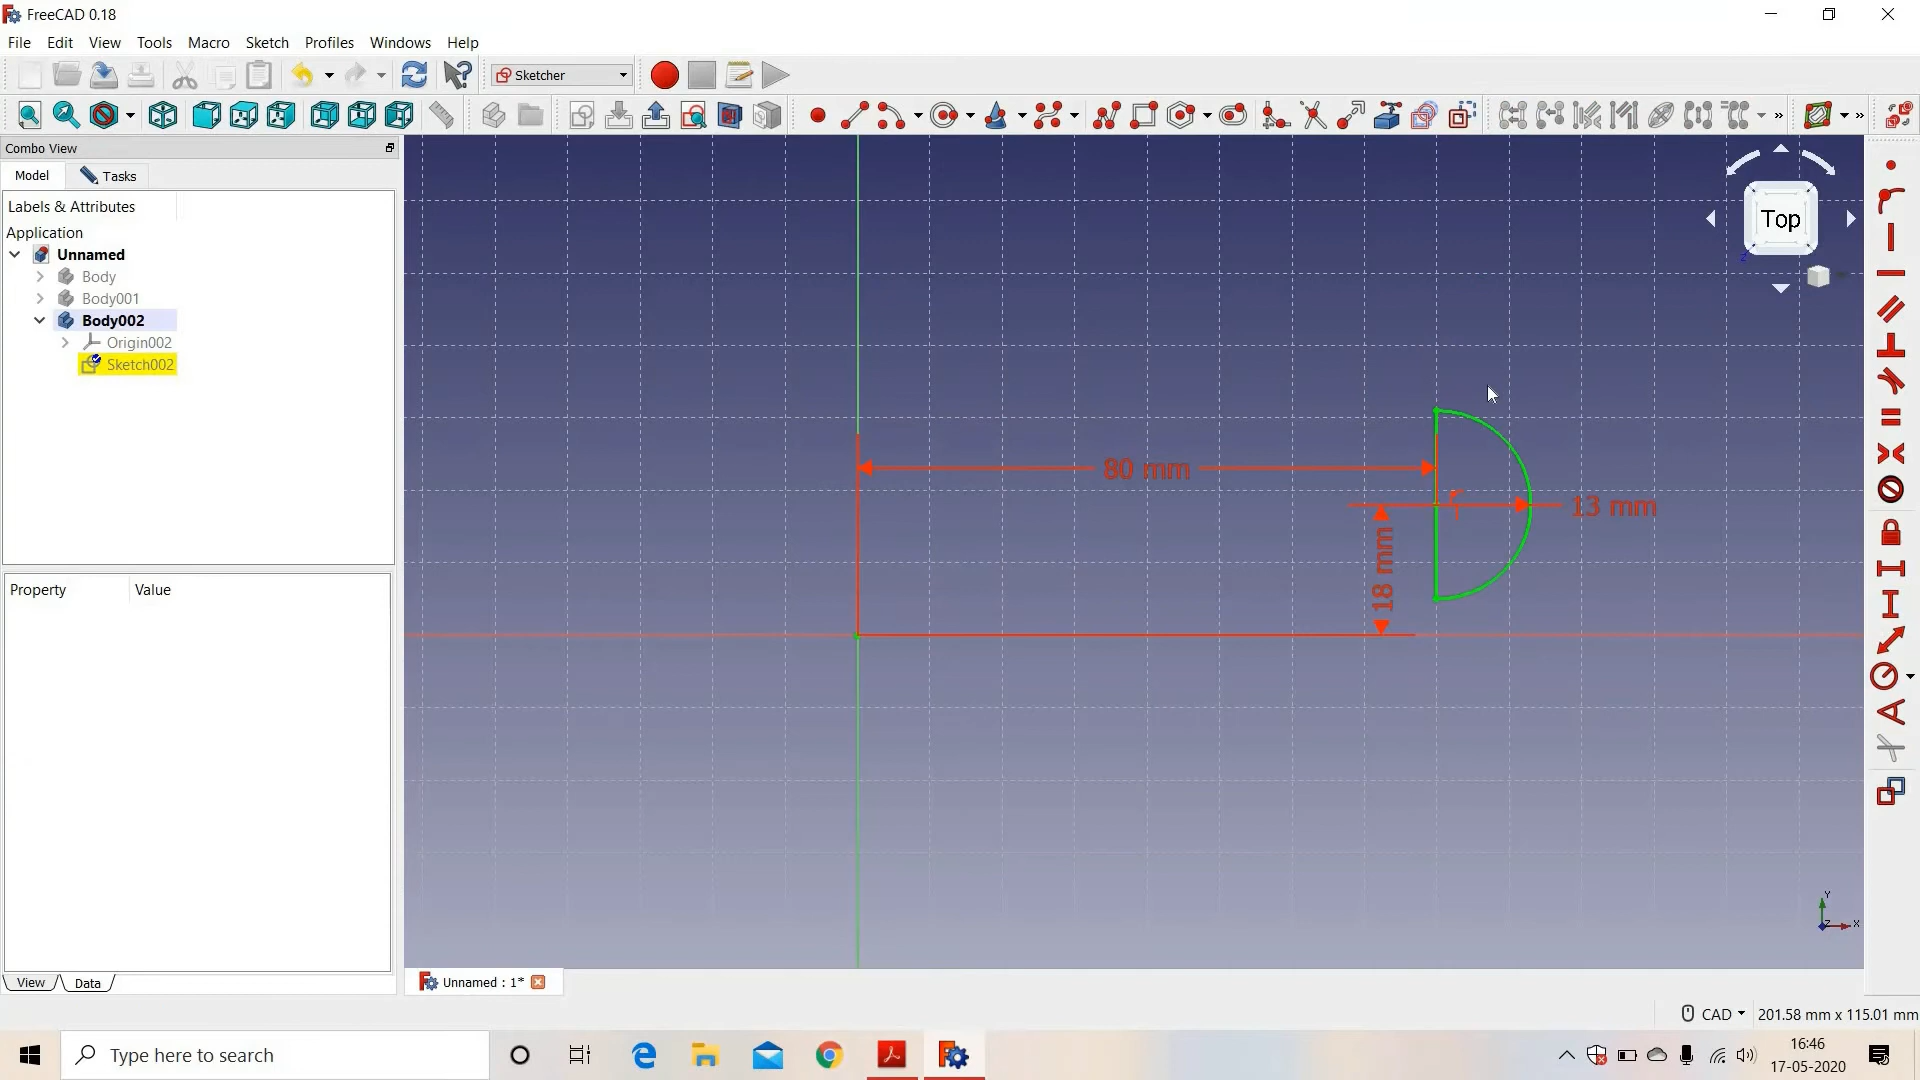 FreeCAD 0.18
File Edit View Tools Macro Sketch Profiles Windows Help
Sketcher
Combo View
Model Tasks
Labels & Attributes
Application
Unnamed
Body
Body001
Body002
Origin002
Sketch002
Property Value
View Data
Top
Z
80 mm
13 mm
18 mm
Y
Z X
Unnamed : 1*
CAD 201.58 mm x 115.01 mm
Type here to search
16:46
17-05-2020